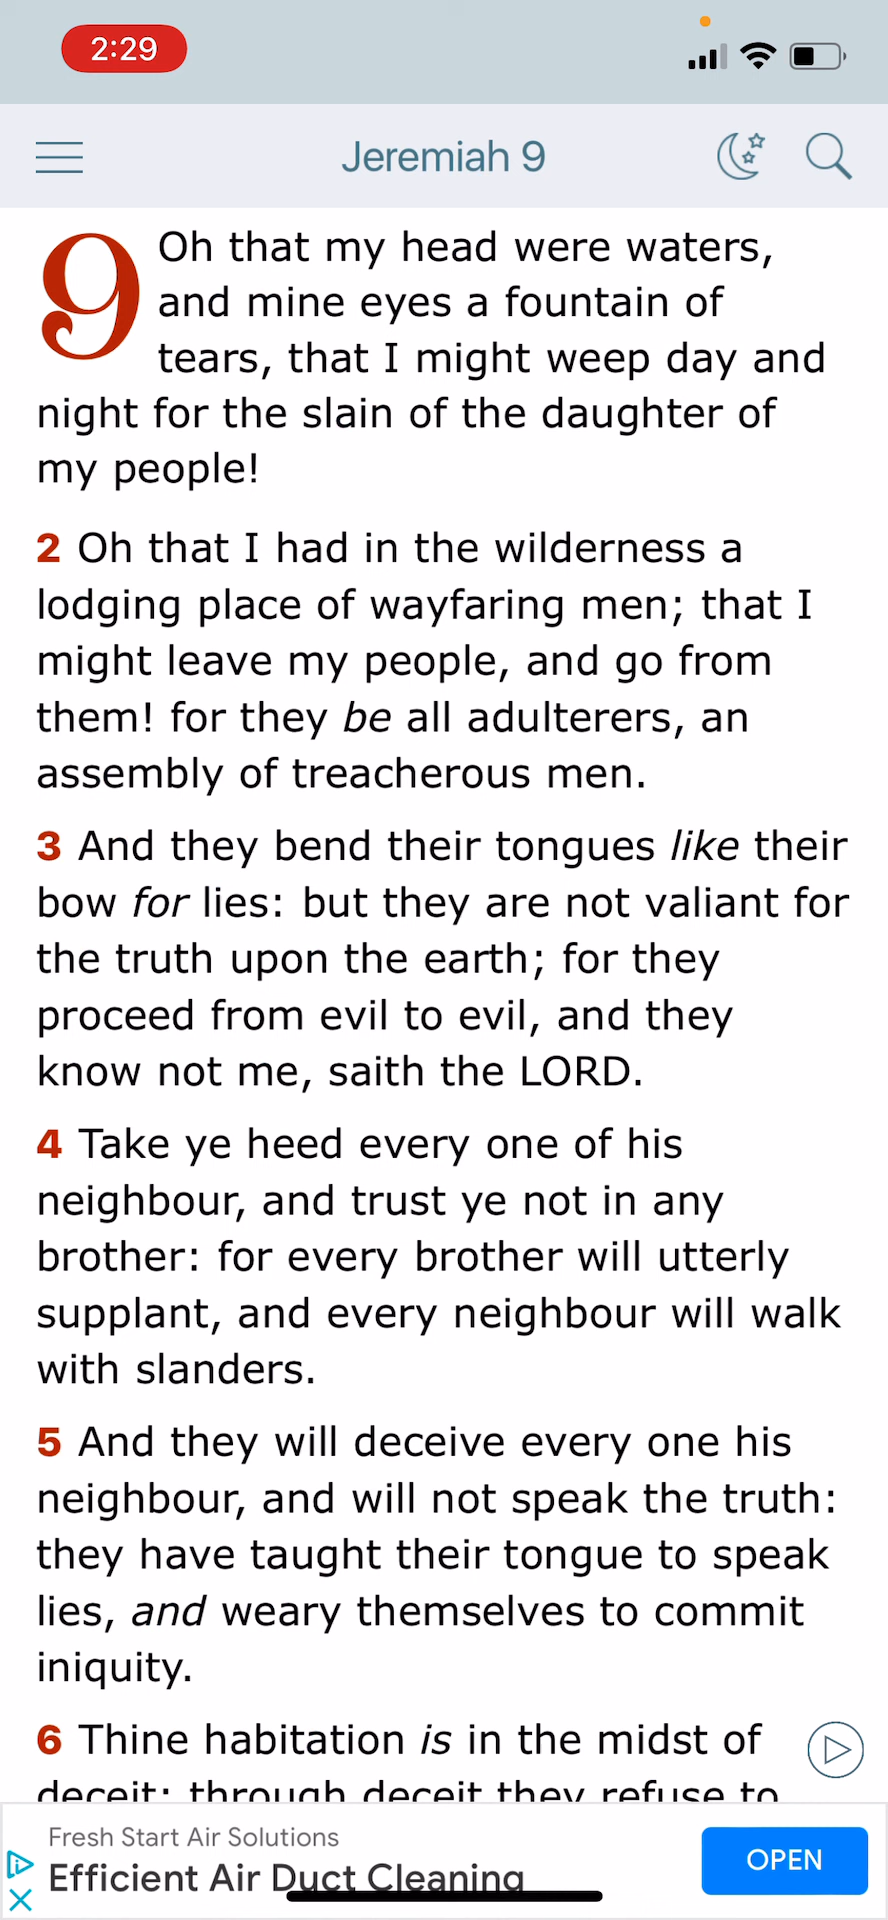 2:29
Jeremiah 9
9 Oh that my head were waters,
and mine eyes a fountain of
tears, that I might weep day and
night for the slain of the daughter of
my people!
2 Oh that I had in the wilderness a
lodging place of wayfaring men; that I
might leave my people, and go from
them! for they be all adulterers, an
assembly of treacherous men.
3 And they bend their tongues like their
bow for lies: but they are not valiant for
the truth upon the earth; for they
proceed from evil to evil, and they
know not me, saith the LORD.
4 Take ye heed every one of his
neighbour, and trust ye not in any
brother: for every brother will utterly
supplant, and every neighbour will walk
with slanders.
5 And they will deceive every one his
neighbour, and will not speak the truth:
they have taught their tongue to speak
lies, and weary themselves to commit
iniquity.
6 Thine habitation is in the midst of
deceit; through deceit they refuse to
Fresh Start Air Solutions
Efficient Air Duct Cleaning
OPEN